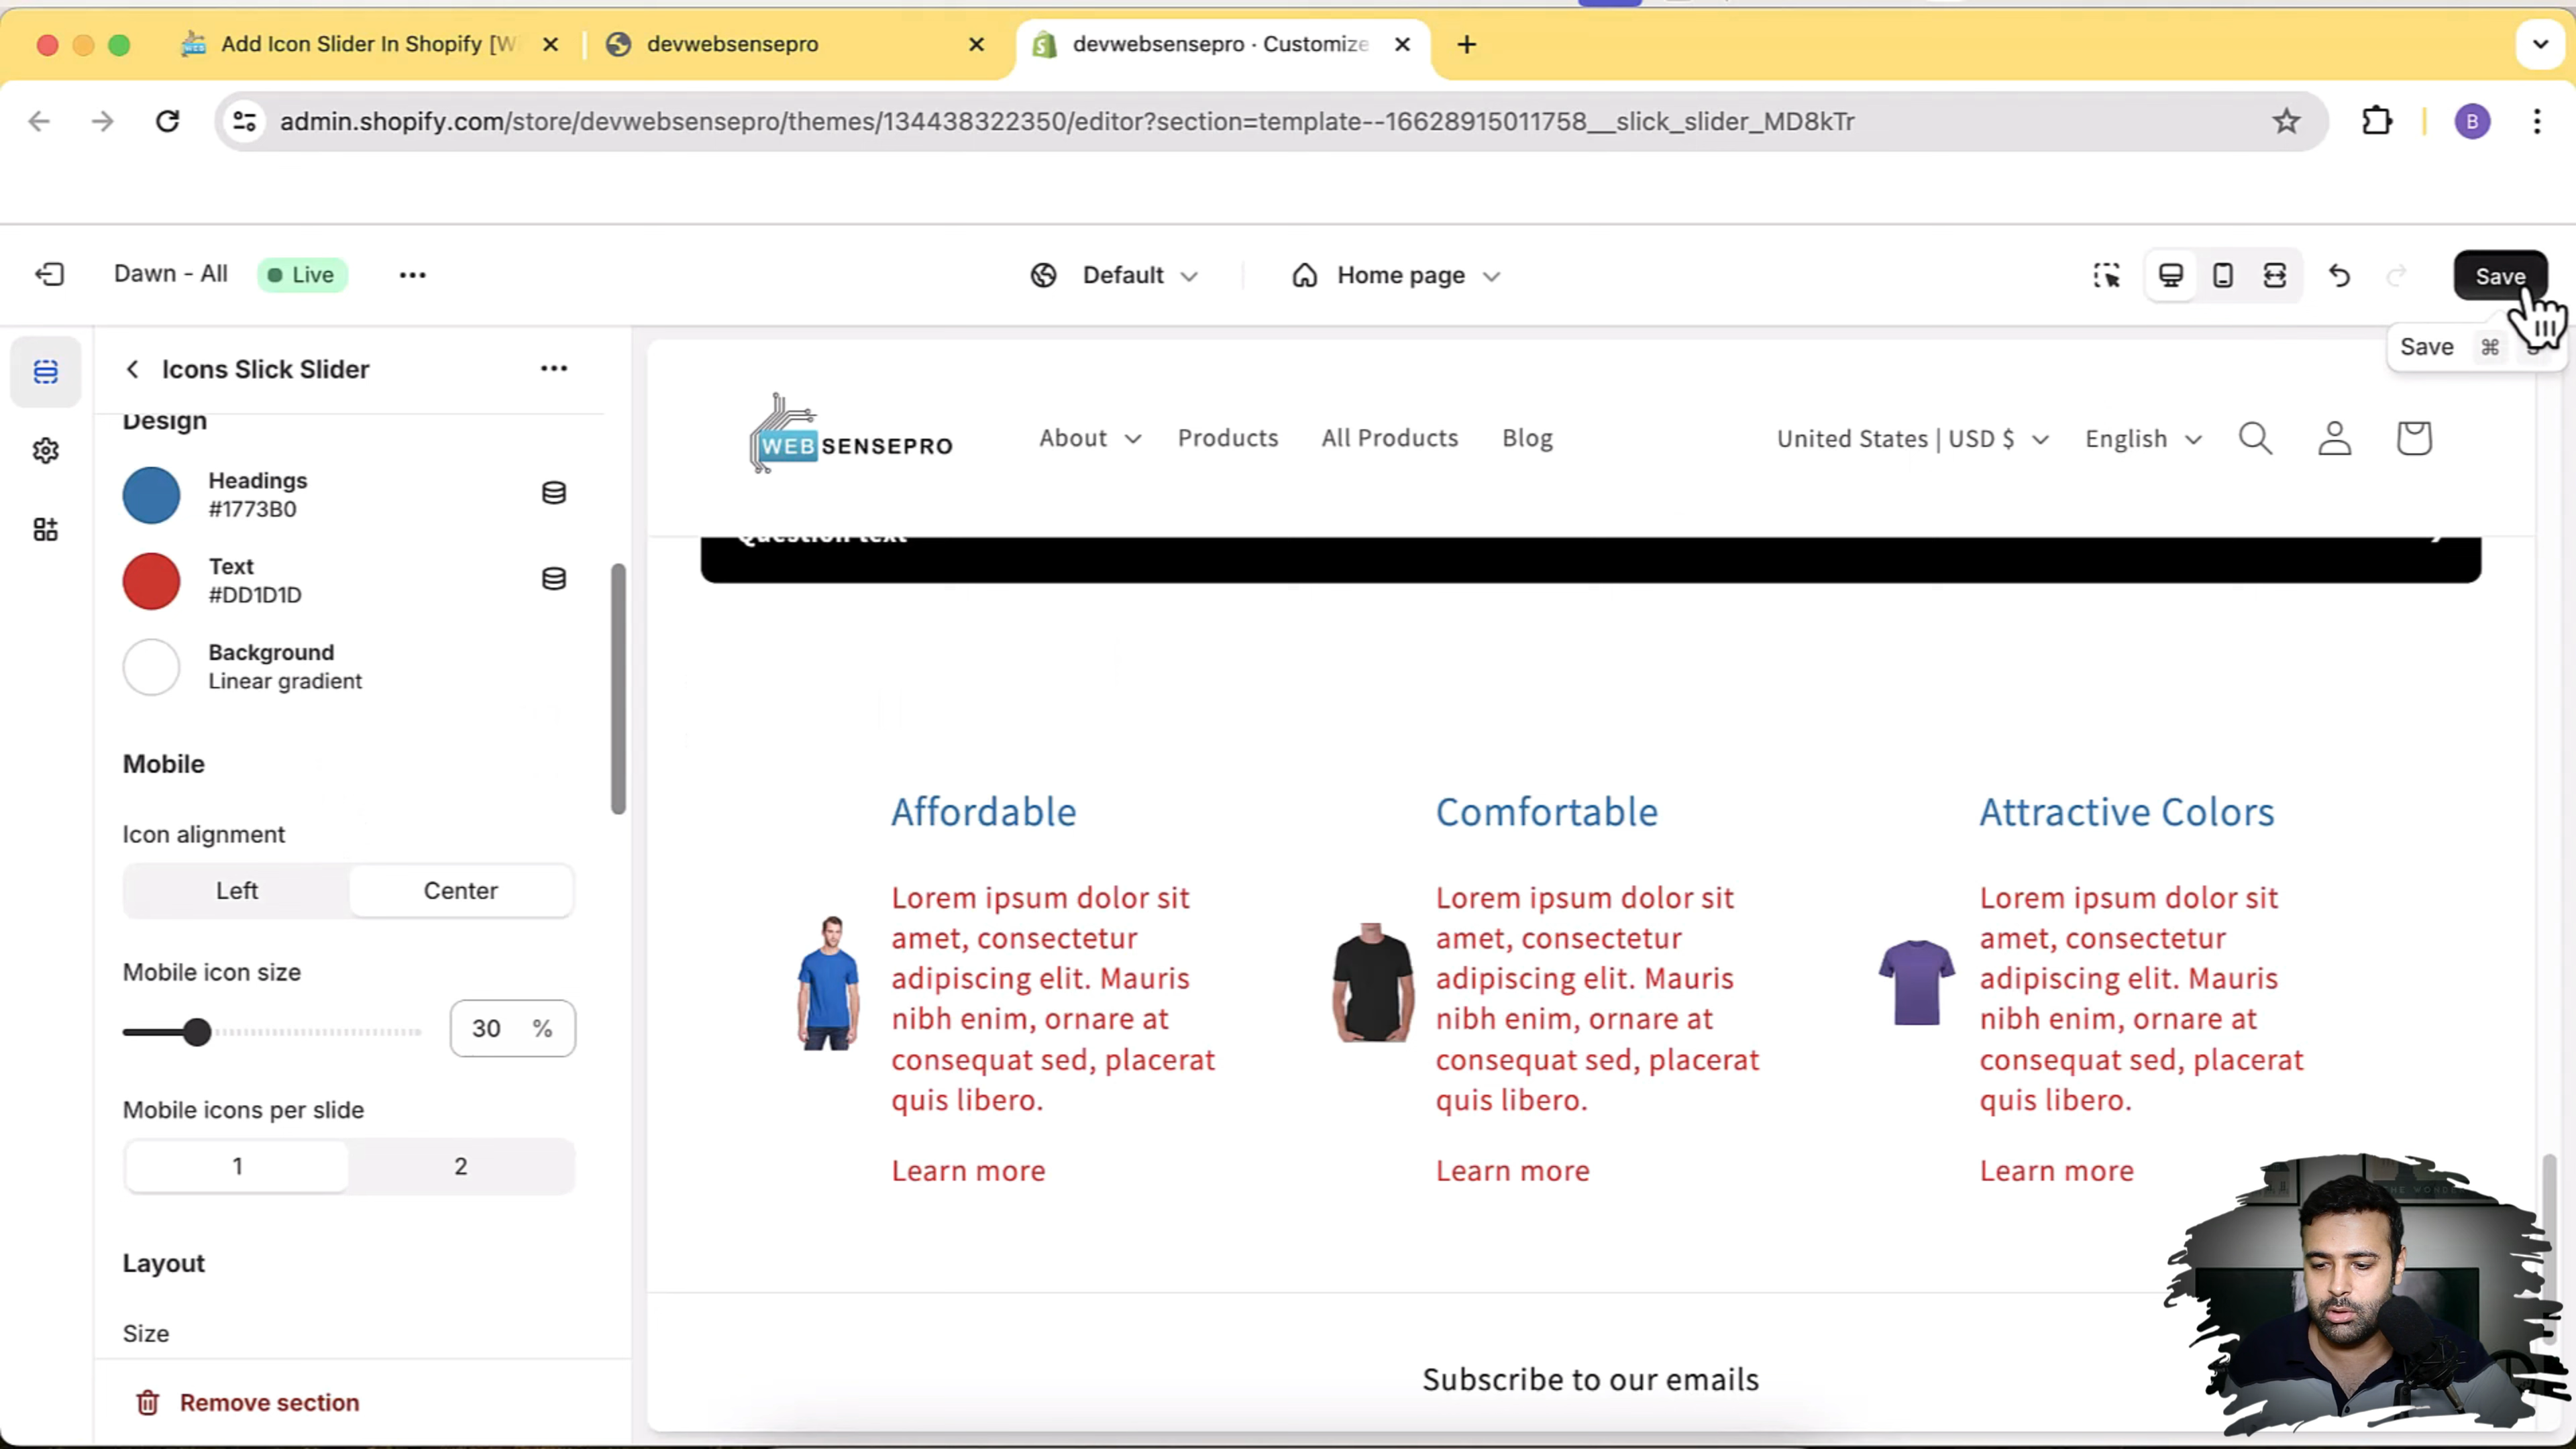 Add Icon Slider In Shopify [Wi
devwebsensepro
devwebsensepro · Customize
admin.shopify.com/store/devwebsensepro/themes/134438322350/editor?section=template--16628915011758__slick_slider_MD8kTr
B
Dawn - All
Live
Default
Home page
Save
Save ⌘ S
Icons Slick Slider
Design
Headings
#1773B0
Text
#DD1D1D
Background
Linear gradient
Mobile
Icon alignment
Left
Center
Mobile icon size
30 %
Mobile icons per slide
1
2
Layout
Size
Remove section
WEBSENSEPRO
About
Products
All Products
Blog
United States | USD $
English
Question text
Affordable
Lorem ipsum dolor sit
amet, consectetur
adipiscing elit. Mauris
nibh enim, ornare at
consequat sed, placerat
quis libero.
Learn more
Comfortable
Lorem ipsum dolor sit
amet, consectetur
adipiscing elit. Mauris
nibh enim, ornare at
consequat sed, placerat
quis libero.
Learn more
Attractive Colors
Lorem ipsum dolor sit
amet, consectetur
adipiscing elit. Mauris
nibh enim, ornare at
consequat sed, placerat
quis libero.
Learn more
Subscribe to our emails